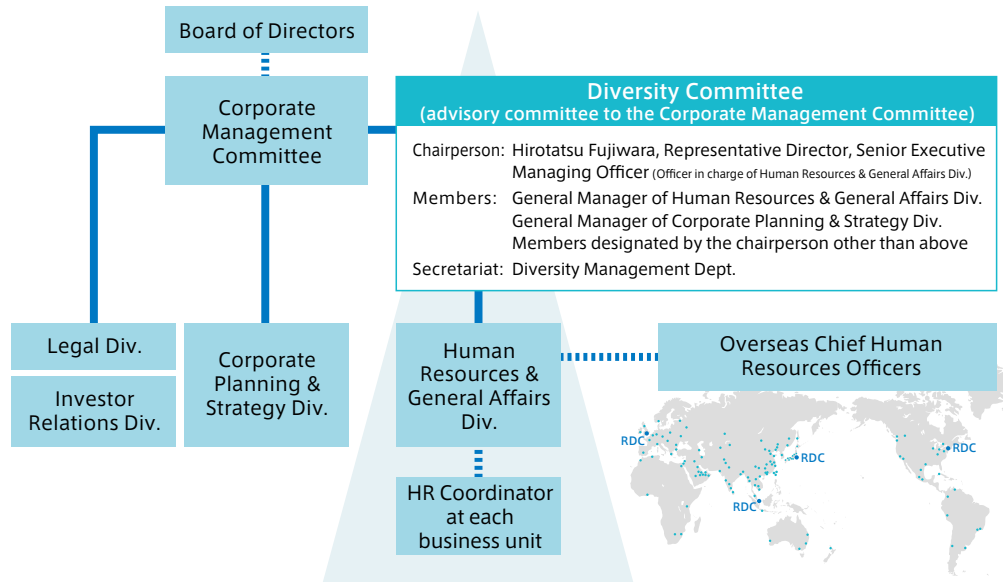 Board of Directors
Corporate
Management
Committee
Diversity Committee
(advisory committee to the Corporate Management Committee)
Chairperson: Hirotatsu Fujiwara, Representative Director, Senior Executive
Managing Officer (Officer in charge of Human Resources & General Affairs Div.)
Members: General Manager of Human Resources & General Affairs Div.
General Manager of Corporate Planning & Strategy Div.
Members designated by the chairperson other than above
Secretariat: Diversity Management Dept.
Legal Div.
Investor
Relations Div.
Corporate
Planning &
Strategy Div.
Human
Resources &
General Affairs
Div.
Overseas Chief Human
Resources Officers
HR Coordinator
at each
business unit
RDC
RDC
RDC
RDC